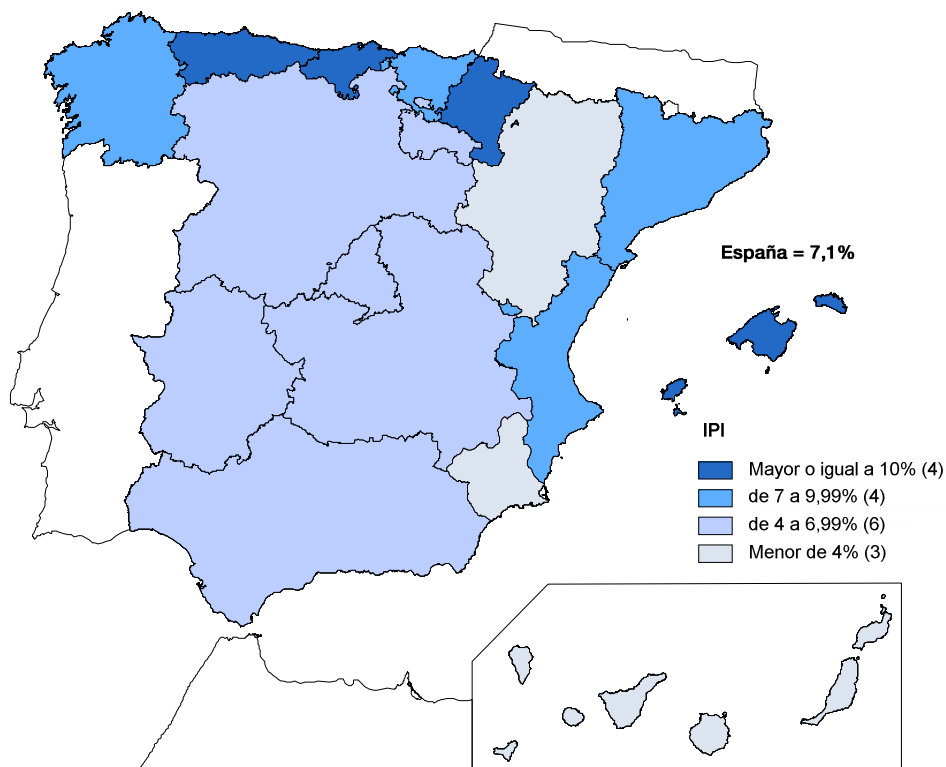 España = 7,1%
IPI
Mayor o igual a 10% (4)
de 7 a 9,99% (4)
de 4 a 6,99% (6)
Menor de 4% (3)